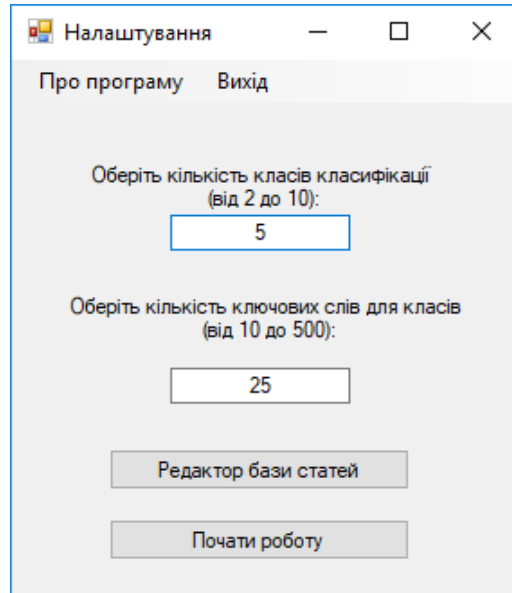 Налаштування
Про програму Вихід
Оберіть кількість класів класифікації
(від 2 до 10):
5
Оберіть кількість ключових слів для класів
(від 10 до 500):
25
Редактор бази статей
Почати роботу